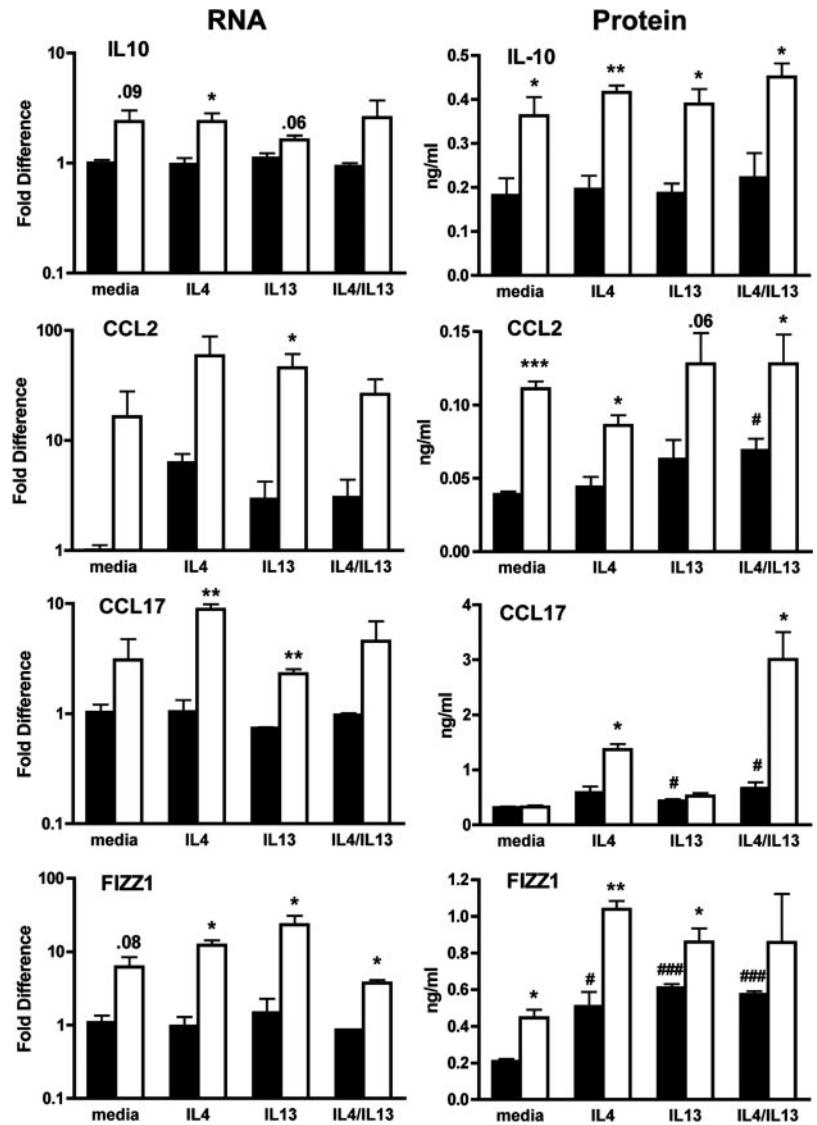 RNA
Protein
IL10
10
1
0.1
Fold Difference
.09
*
.06
media IL4 IL13 IL4/IL13
IL-10
0.5
0.4
0.3
0.2
0.1
0.0
ng/ml
*
**
*
*
media IL4 IL13 IL4/IL13
CCL2
100
10
1
Fold Difference
*
media IL4 IL13 IL4/IL13
CCL2
0.15
0.10
0.05
0.00
ng/ml
***
*
.06
#
*
media IL4 IL13 IL4/IL13
CCL17
10
1
0.1
Fold Difference
**
**
media IL4 IL13 IL4/IL13
CCL17
4
3
2
1
0
ng/ml
*
#
#
*
media IL4 IL13 IL4/IL13
FIZZ1
100
10
1
0.1
Fold Difference
.08
*
*
*
media IL4 IL13 IL4/IL13
FIZZ1
1.2
1.0
0.8
0.6
0.4
0.2
0.0
ng/ml
*
#
**
###
*
###
media IL4 IL13 IL4/IL13